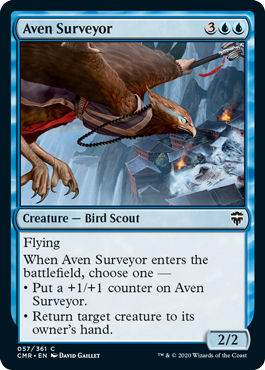 Aven Surveyor 3
Creature — Bird Scout
Flying
When Aven Surveyor enters the
battlefield, choose one —
• Put a +1/+1 counter on Aven
Surveyor.
• Return target creature to its
owner's hand.
2/2
057/361 C
CMR • EN DAVID GAILLET
™ & © 2020 Wizards of the Coast